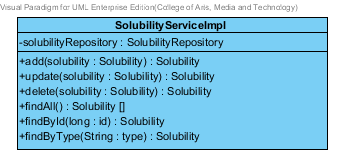 Visual Paradigm for UML Enterprise Edition(College of Arts, Media and Technology)
SolubilityServiceImpl
-solubilityRepository : SolubilityRepository
+add(solubility : Solubility) : Solubility
+update(solubility : Solubility) : Solubility
+delete(solubility : Solubility) : Solubility
+findAll() : Solubility []
+findById(long : id) : Solubility
+findByType(String : type) : Solubility